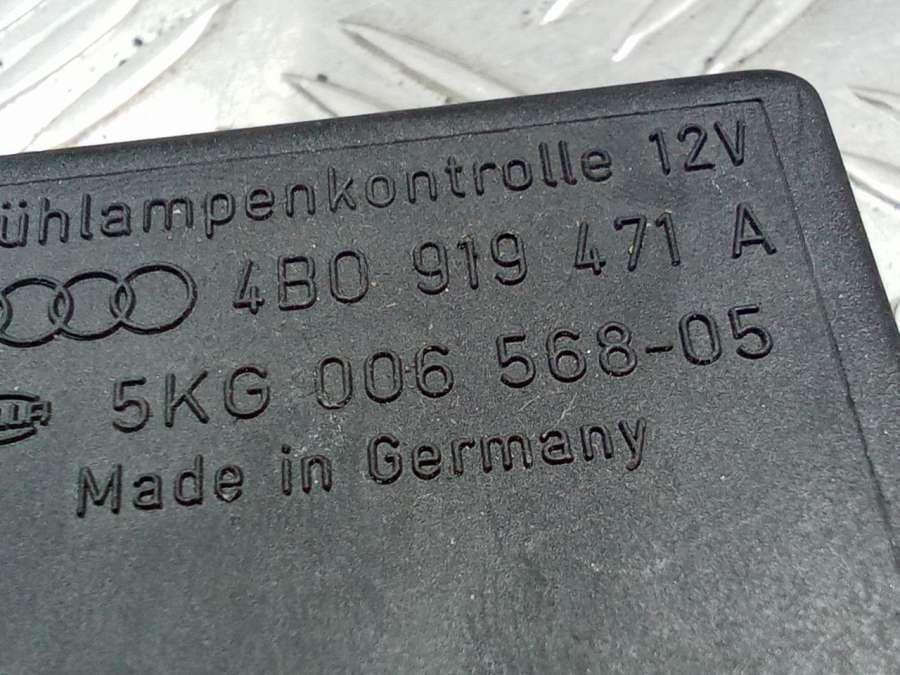 ühlampenkontrolle 12V
4B0 919 471 A
5KG 006 568-05
Made in Germany